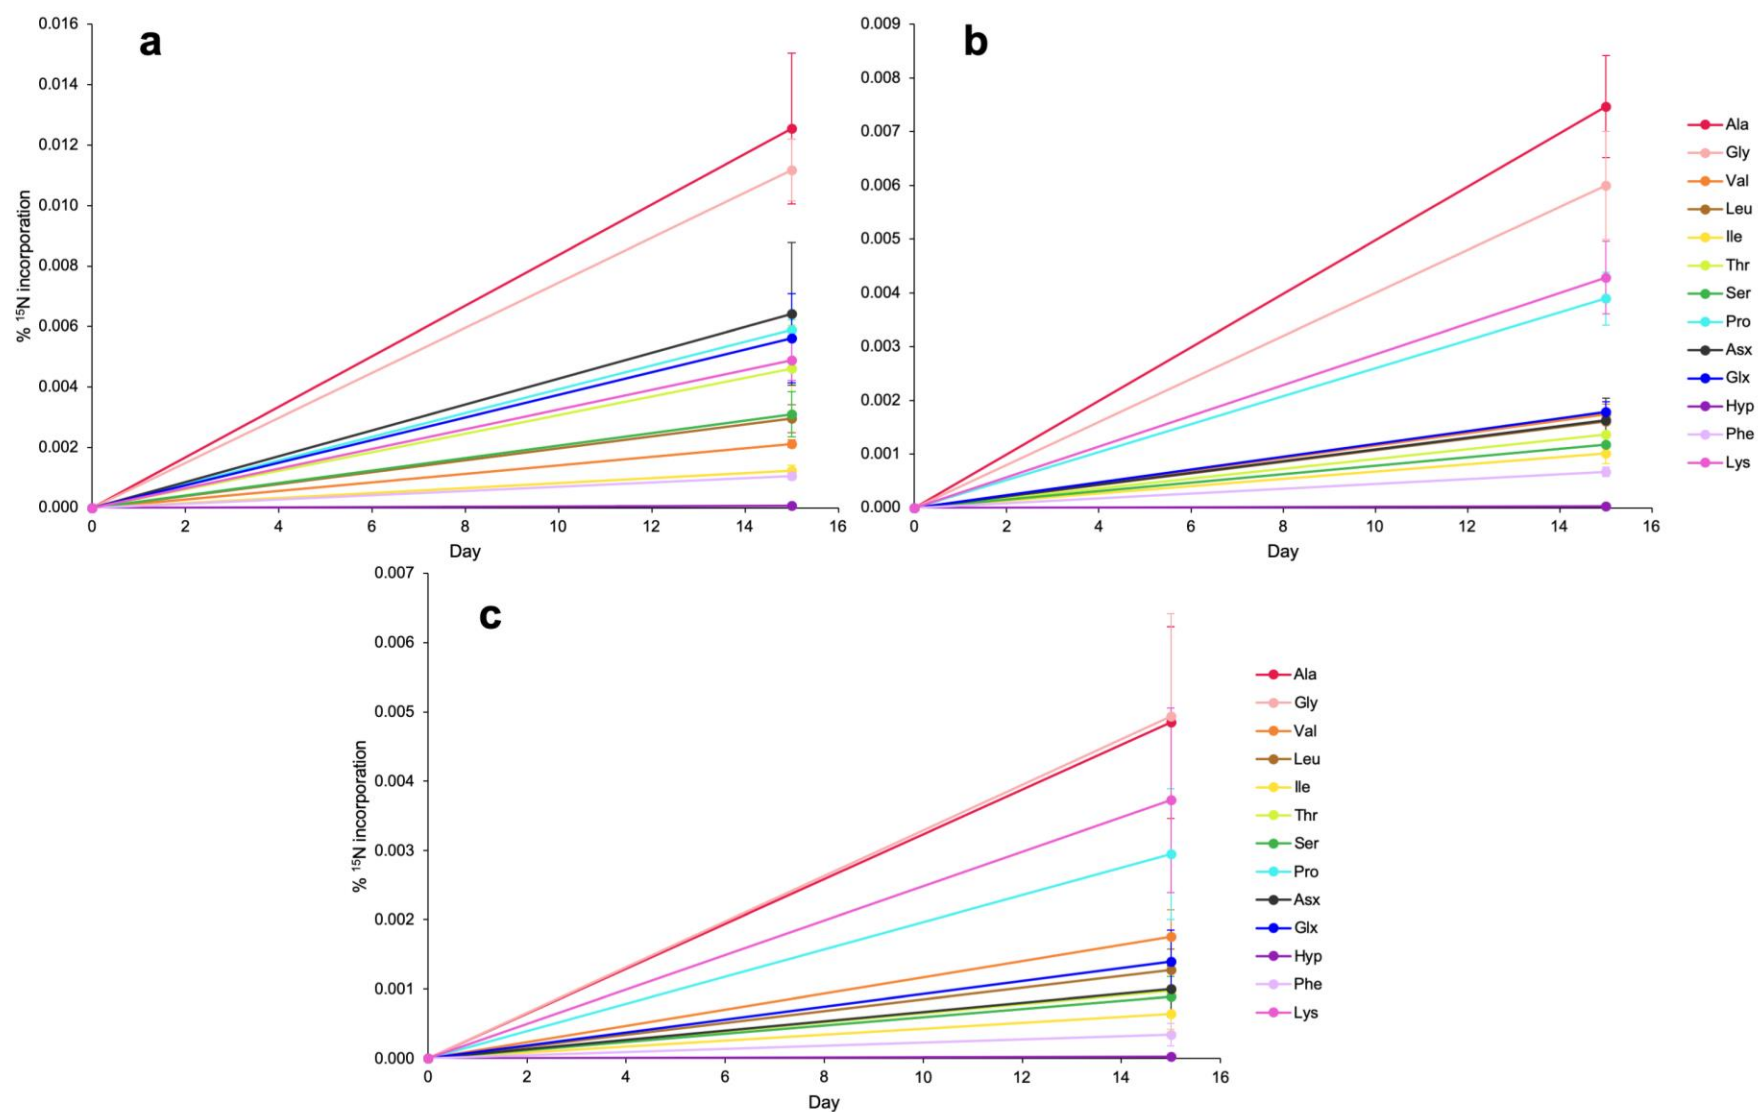 a
0.016
0.014
0.012
0.010
0.008
0.006
0.004
0.002
0.000
% ¹⁵N incorporation
0 2 4 6 8 10 12 14 16
Day
b
0.009
0.008
0.007
0.006
0.005
0.004
0.003
0.002
0.001
0.000
0 2 4 6 8 10 12 14 16
Day
Ala
Gly
Val
Leu
Ile
Thr
Ser
Pro
Asx
Glx
Hyp
Phe
Lys
c
0.007
0.006
0.005
0.004
0.003
0.002
0.001
0.000
% ¹⁵N incorporation
0 2 4 6 8 10 12 14 16
Day
Ala
Gly
Val
Leu
Ile
Thr
Ser
Pro
Asx
Glx
Hyp
Phe
Lys